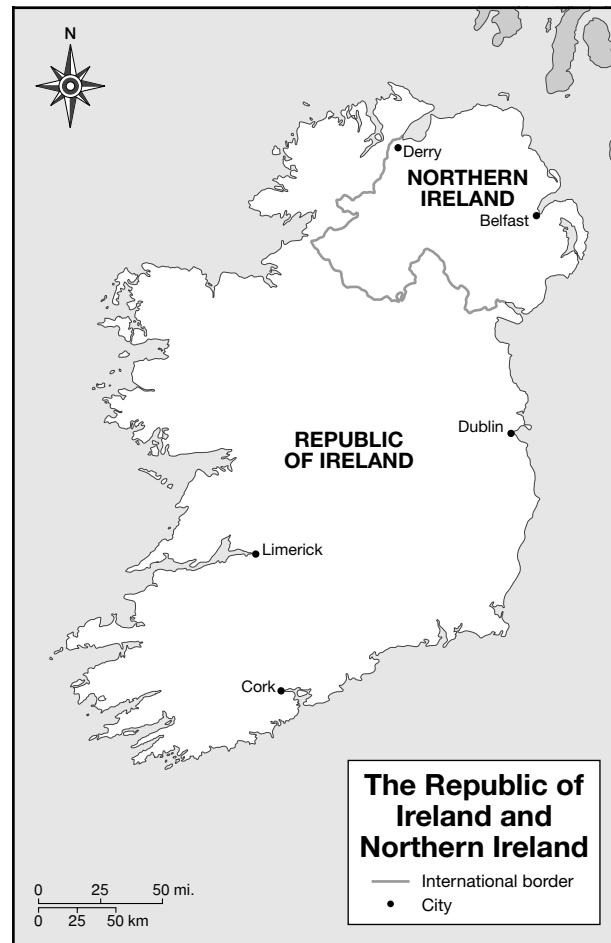 N
Derry
NORTHERN
IRELAND
Belfast
Dublin
REPUBLIC
OF IRELAND
Limerick
Cork
The Republic of
Ireland and
Northern Ireland
International border
City
0 25 50 mi.
0 25 50 km